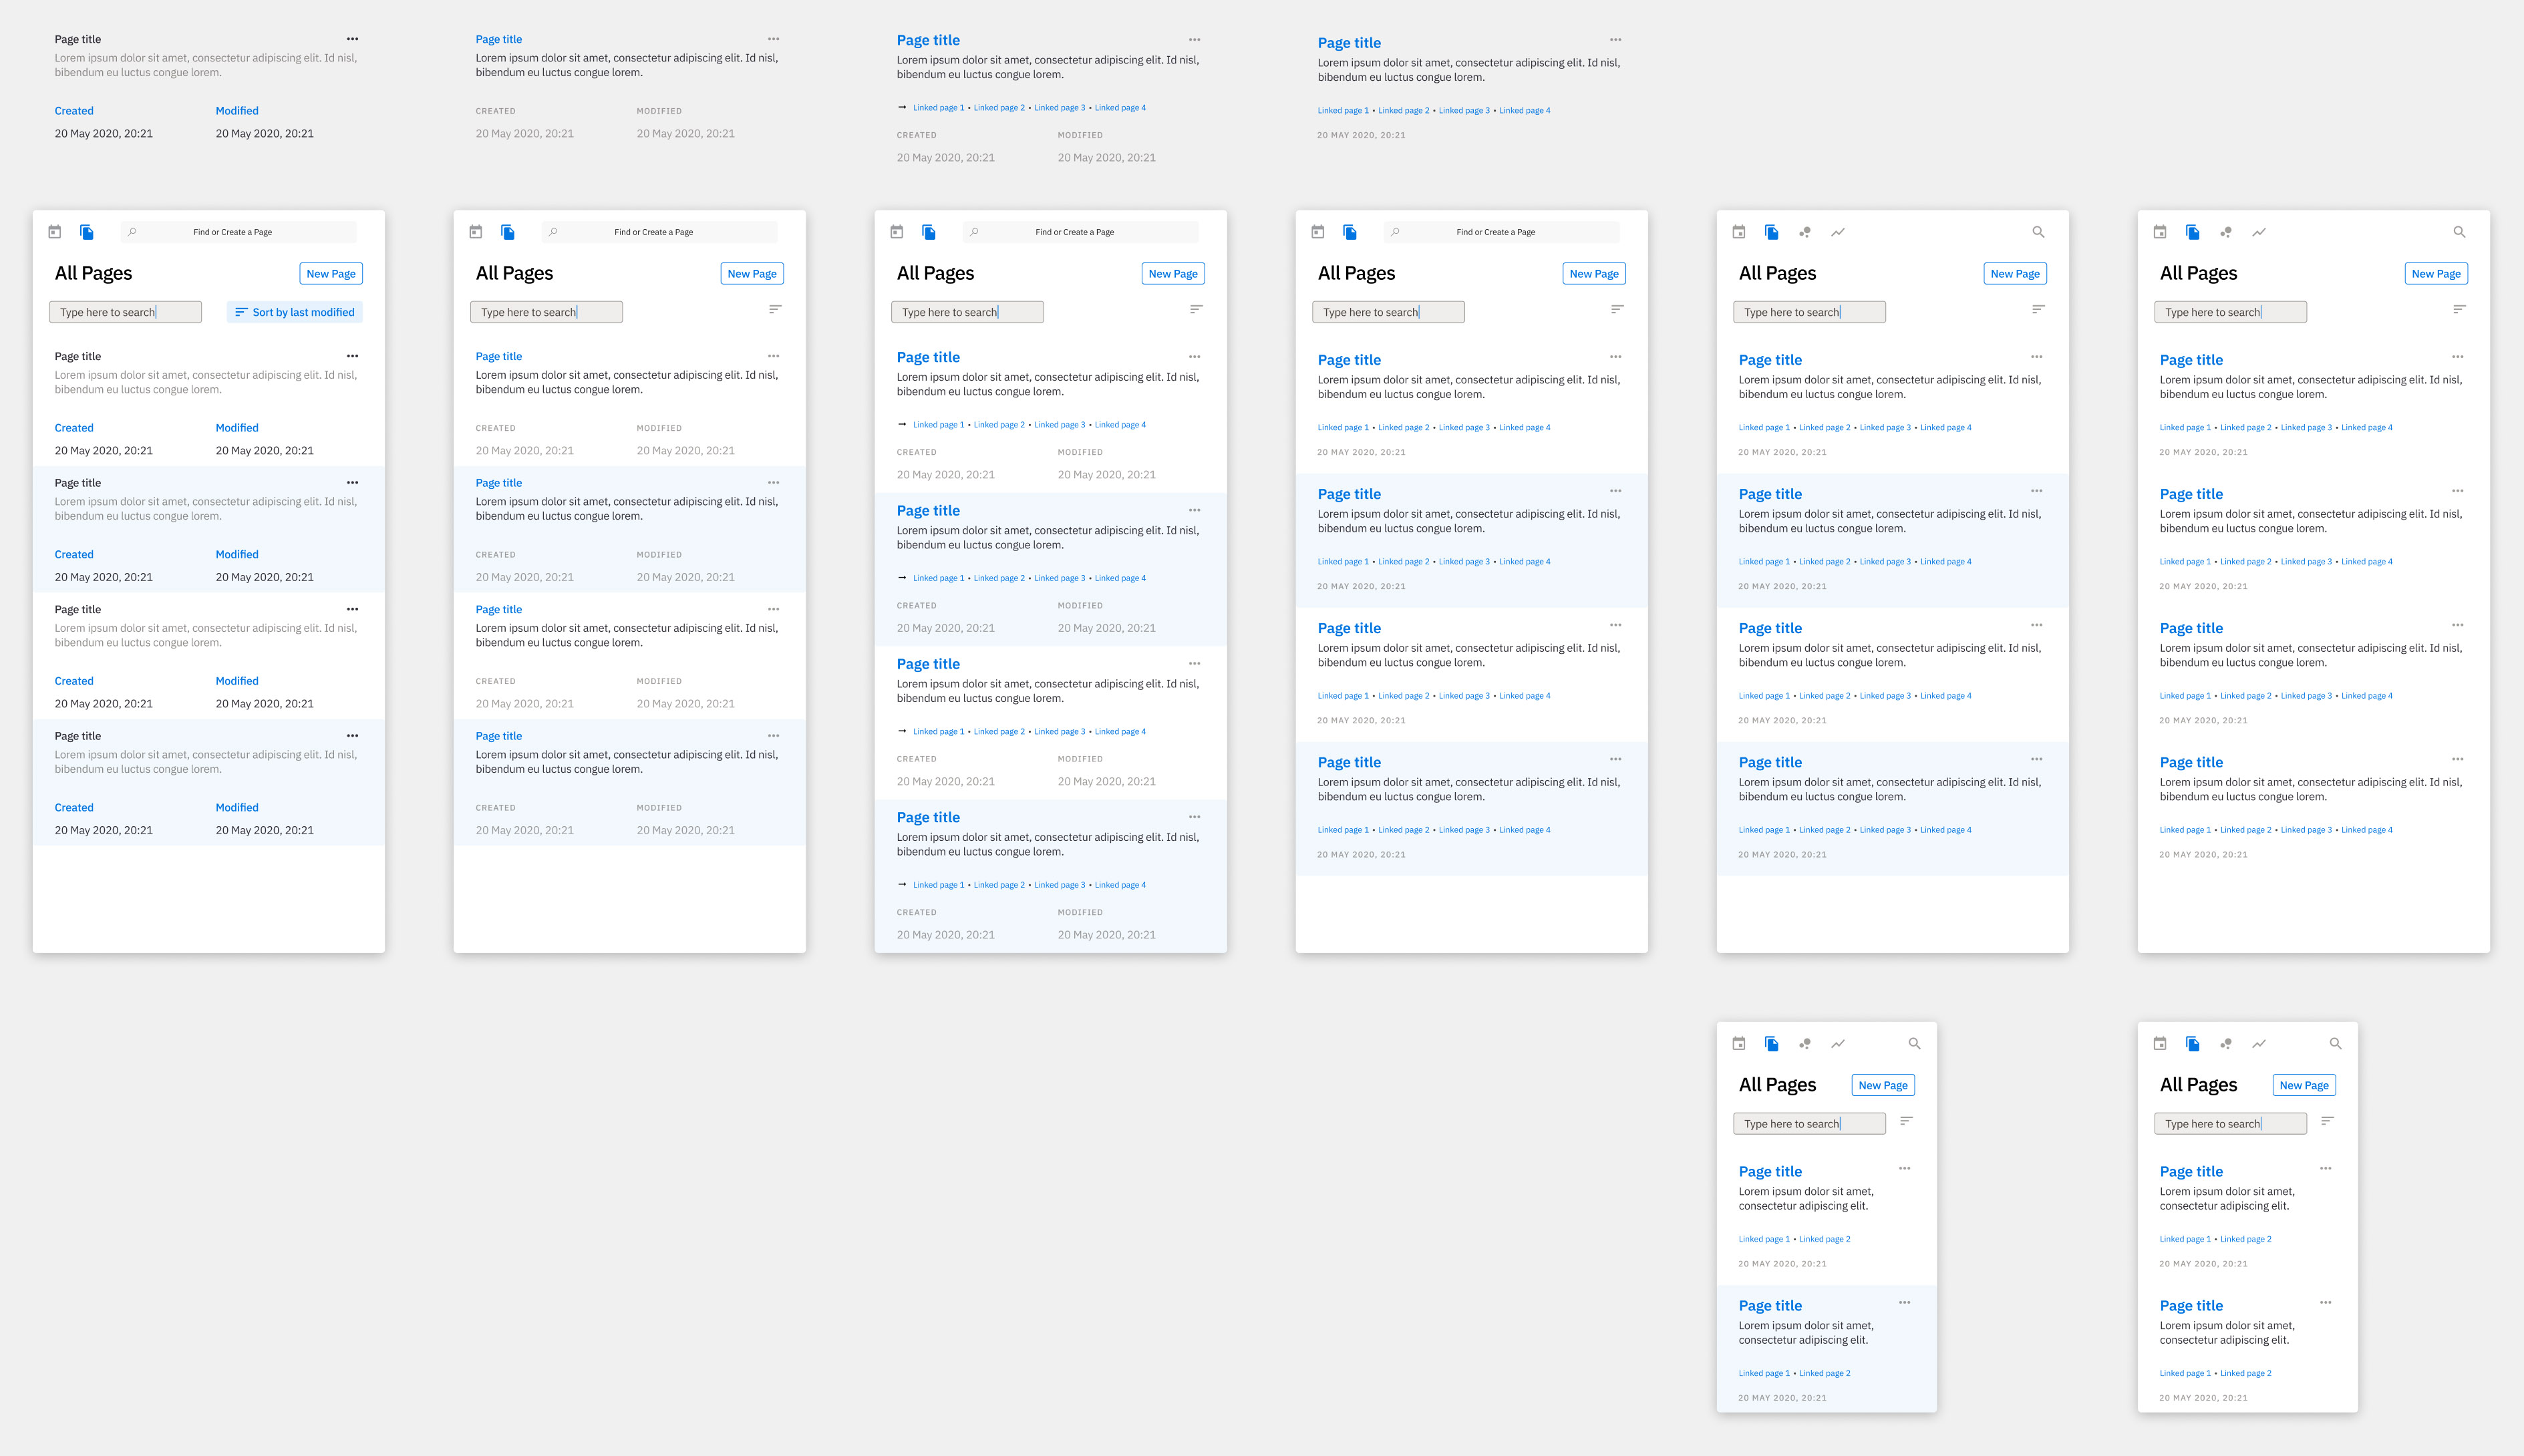 Page title
Lorem ipsum dolor sit amet, consectetur adipiscing elit. Id nisl,
bibendum eu luctus congue lorem.
Created Modified
20 May 2020, 20:21 20 May 2020, 20:21
Page title
Lorem ipsum dolor sit amet, consectetur adipiscing elit. Id nisl,
bibendum eu luctus congue lorem.
CREATED MODIFIED
20 May 2020, 20:21 20 May 2020, 20:21
Page title
Lorem ipsum dolor sit amet, consectetur adipiscing elit. Id nisl,
bibendum eu luctus congue lorem.
→ Linked page 1 • Linked page 2 • Linked page 3 • Linked page 4
CREATED MODIFIED
20 May 2020, 20:21 20 May 2020, 20:21
Page title
Lorem ipsum dolor sit amet, consectetur adipiscing elit. Id nisl,
bibendum eu luctus congue lorem.
Linked page 1 • Linked page 2 • Linked page 3 • Linked page 4
20 MAY 2020, 20:21
Find or Create a Page
All Pages New Page
Type here to search Sort by last modified
Page title
Lorem ipsum dolor sit amet, consectetur adipiscing elit. Id nisl,
bibendum eu luctus congue lorem.
Created Modified
20 May 2020, 20:21 20 May 2020, 20:21
Page title
Lorem ipsum dolor sit amet, consectetur adipiscing elit. Id nisl,
bibendum eu luctus congue lorem.
Created Modified
20 May 2020, 20:21 20 May 2020, 20:21
Page title
Lorem ipsum dolor sit amet, consectetur adipiscing elit. Id nisl,
bibendum eu luctus congue lorem.
Created Modified
20 May 2020, 20:21 20 May 2020, 20:21
Page title
Lorem ipsum dolor sit amet, consectetur adipiscing elit. Id nisl,
bibendum eu luctus congue lorem.
Created Modified
20 May 2020, 20:21 20 May 2020, 20:21
Find or Create a Page
All Pages New Page
Type here to search
Page title
Lorem ipsum dolor sit amet, consectetur adipiscing elit. Id nisl,
bibendum eu luctus congue lorem.
CREATED MODIFIED
20 May 2020, 20:21 20 May 2020, 20:21
Page title
Lorem ipsum dolor sit amet, consectetur adipiscing elit. Id nisl,
bibendum eu luctus congue lorem.
CREATED MODIFIED
20 May 2020, 20:21 20 May 2020, 20:21
Page title
Lorem ipsum dolor sit amet, consectetur adipiscing elit. Id nisl,
bibendum eu luctus congue lorem.
CREATED MODIFIED
20 May 2020, 20:21 20 May 2020, 20:21
Page title
Lorem ipsum dolor sit amet, consectetur adipiscing elit. Id nisl,
bibendum eu luctus congue lorem.
CREATED MODIFIED
20 May 2020, 20:21 20 May 2020, 20:21
Find or Create a Page
All Pages New Page
Type here to search
Page title
Lorem ipsum dolor sit amet, consectetur adipiscing elit. Id nisl,
bibendum eu luctus congue lorem.
→ Linked page 1 • Linked page 2 • Linked page 3 • Linked page 4
CREATED MODIFIED
20 May 2020, 20:21 20 May 2020, 20:21
Page title
Lorem ipsum dolor sit amet, consectetur adipiscing elit. Id nisl,
bibendum eu luctus congue lorem.
→ Linked page 1 • Linked page 2 • Linked page 3 • Linked page 4
CREATED MODIFIED
20 May 2020, 20:21 20 May 2020, 20:21
Page title
Lorem ipsum dolor sit amet, consectetur adipiscing elit. Id nisl,
bibendum eu luctus congue lorem.
→ Linked page 1 • Linked page 2 • Linked page 3 • Linked page 4
CREATED MODIFIED
20 May 2020, 20:21 20 May 2020, 20:21
Page title
Lorem ipsum dolor sit amet, consectetur adipiscing elit. Id nisl,
bibendum eu luctus congue lorem.
→ Linked page 1 • Linked page 2 • Linked page 3 • Linked page 4
CREATED MODIFIED
20 May 2020, 20:21 20 May 2020, 20:21
Find or Create a Page
All Pages New Page
Type here to search
Page title
Lorem ipsum dolor sit amet, consectetur adipiscing elit. Id nisl,
bibendum eu luctus congue lorem.
Linked page 1 • Linked page 2 • Linked page 3 • Linked page 4
20 MAY 2020, 20:21
Page title
Lorem ipsum dolor sit amet, consectetur adipiscing elit. Id nisl,
bibendum eu luctus congue lorem.
Linked page 1 • Linked page 2 • Linked page 3 • Linked page 4
20 MAY 2020, 20:21
Page title
Lorem ipsum dolor sit amet, consectetur adipiscing elit. Id nisl,
bibendum eu luctus congue lorem.
Linked page 1 • Linked page 2 • Linked page 3 • Linked page 4
20 MAY 2020, 20:21
Page title
Lorem ipsum dolor sit amet, consectetur adipiscing elit. Id nisl,
bibendum eu luctus congue lorem.
Linked page 1 • Linked page 2 • Linked page 3 • Linked page 4
20 MAY 2020, 20:21
All Pages New Page
Type here to search
Page title
Lorem ipsum dolor sit amet, consectetur adipiscing elit. Id nisl,
bibendum eu luctus congue lorem.
Linked page 1 • Linked page 2 • Linked page 3 • Linked page 4
20 MAY 2020, 20:21
Page title
Lorem ipsum dolor sit amet, consectetur adipiscing elit. Id nisl,
bibendum eu luctus congue lorem.
Linked page 1 • Linked page 2 • Linked page 3 • Linked page 4
20 MAY 2020, 20:21
Page title
Lorem ipsum dolor sit amet, consectetur adipiscing elit. Id nisl,
bibendum eu luctus congue lorem.
Linked page 1 • Linked page 2 • Linked page 3 • Linked page 4
20 MAY 2020, 20:21
Page title
Lorem ipsum dolor sit amet, consectetur adipiscing elit. Id nisl,
bibendum eu luctus congue lorem.
Linked page 1 • Linked page 2 • Linked page 3 • Linked page 4
20 MAY 2020, 20:21
All Pages New Page
Type here to search
Page title
Lorem ipsum dolor sit amet, consectetur adipiscing elit. Id nisl,
bibendum eu luctus congue lorem.
Linked page 1 • Linked page 2 • Linked page 3 • Linked page 4
20 MAY 2020, 20:21
Page title
Lorem ipsum dolor sit amet, consectetur adipiscing elit. Id nisl,
bibendum eu luctus congue lorem.
Linked page 1 • Linked page 2 • Linked page 3 • Linked page 4
20 MAY 2020, 20:21
Page title
Lorem ipsum dolor sit amet, consectetur adipiscing elit. Id nisl,
bibendum eu luctus congue lorem.
Linked page 1 • Linked page 2 • Linked page 3 • Linked page 4
20 MAY 2020, 20:21
Page title
Lorem ipsum dolor sit amet, consectetur adipiscing elit. Id nisl,
bibendum eu luctus congue lorem.
Linked page 1 • Linked page 2 • Linked page 3 • Linked page 4
20 MAY 2020, 20:21
All Pages New Page
Type here to search
Page title
Lorem ipsum dolor sit amet,
consectetur adipiscing elit.
Linked page 1 • Linked page 2
20 MAY 2020, 20:21
Page title
Lorem ipsum dolor sit amet,
consectetur adipiscing elit.
Linked page 1 • Linked page 2
20 MAY 2020, 20:21
All Pages New Page
Type here to search
Page title
Lorem ipsum dolor sit amet,
consectetur adipiscing elit.
Linked page 1 • Linked page 2
20 MAY 2020, 20:21
Page title
Lorem ipsum dolor sit amet,
consectetur adipiscing elit.
Linked page 1 • Linked page 2
20 MAY 2020, 20:21